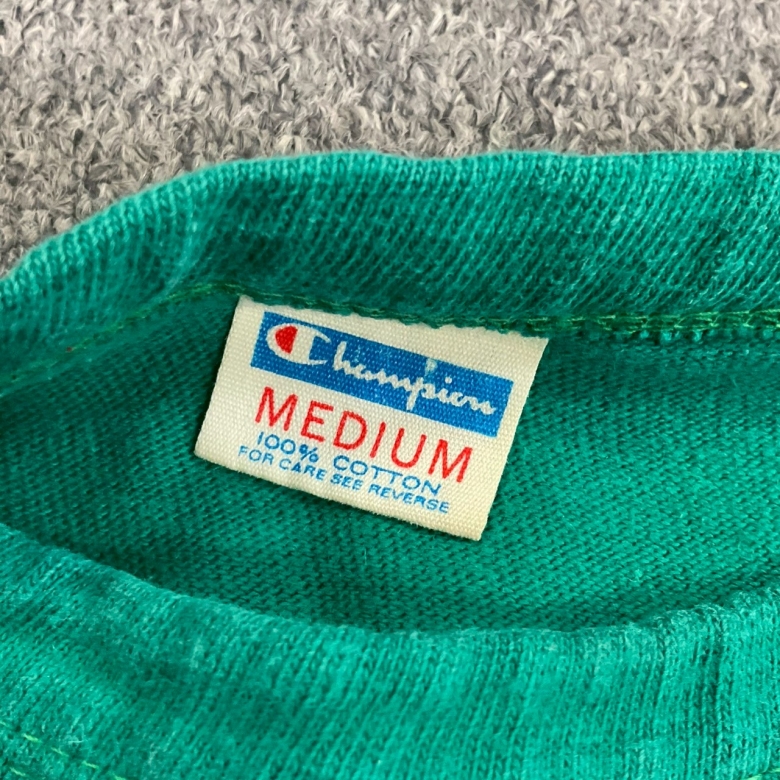 Champion
MEDIUM
100% COTTON
FOR CARE SEE REVERSE